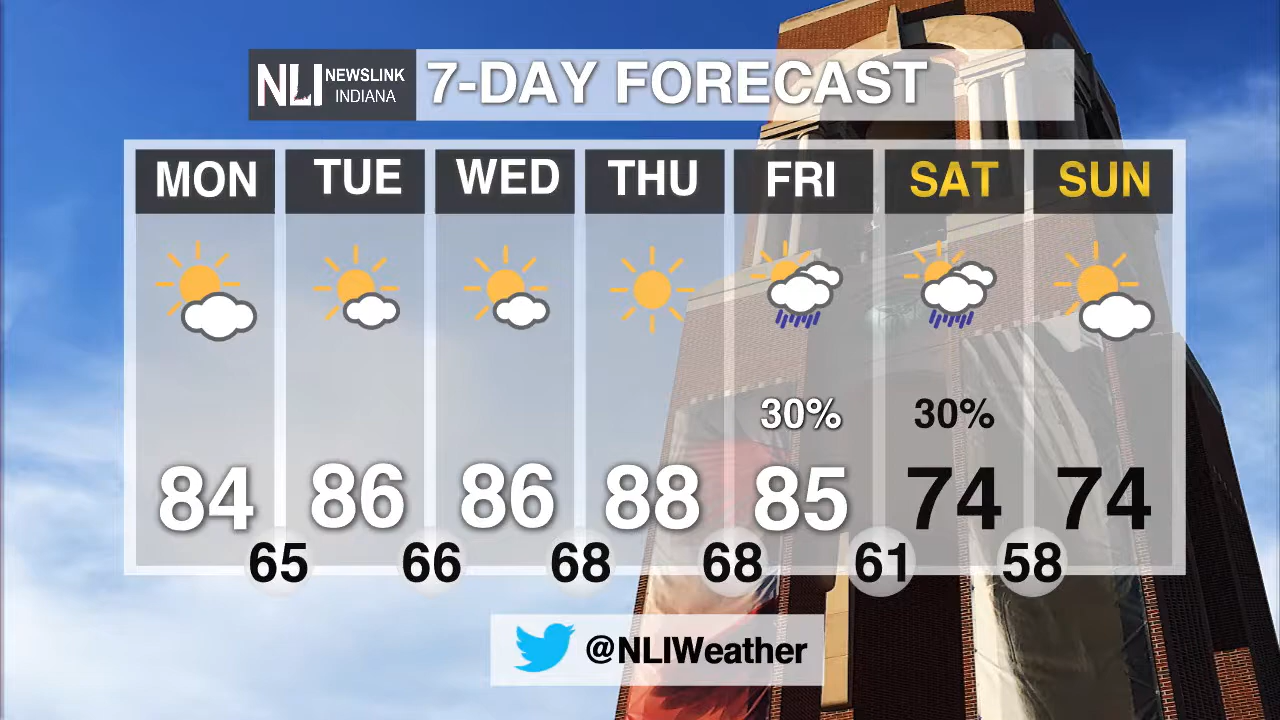 NLI NEWSLINK INDIANA 7-DAY FORECAST
MON TUE WED THU FRI SAT SUN
30% 30%
84 86 86 88 85 74 74
65 66 68 68 61 58
@NLIWeather